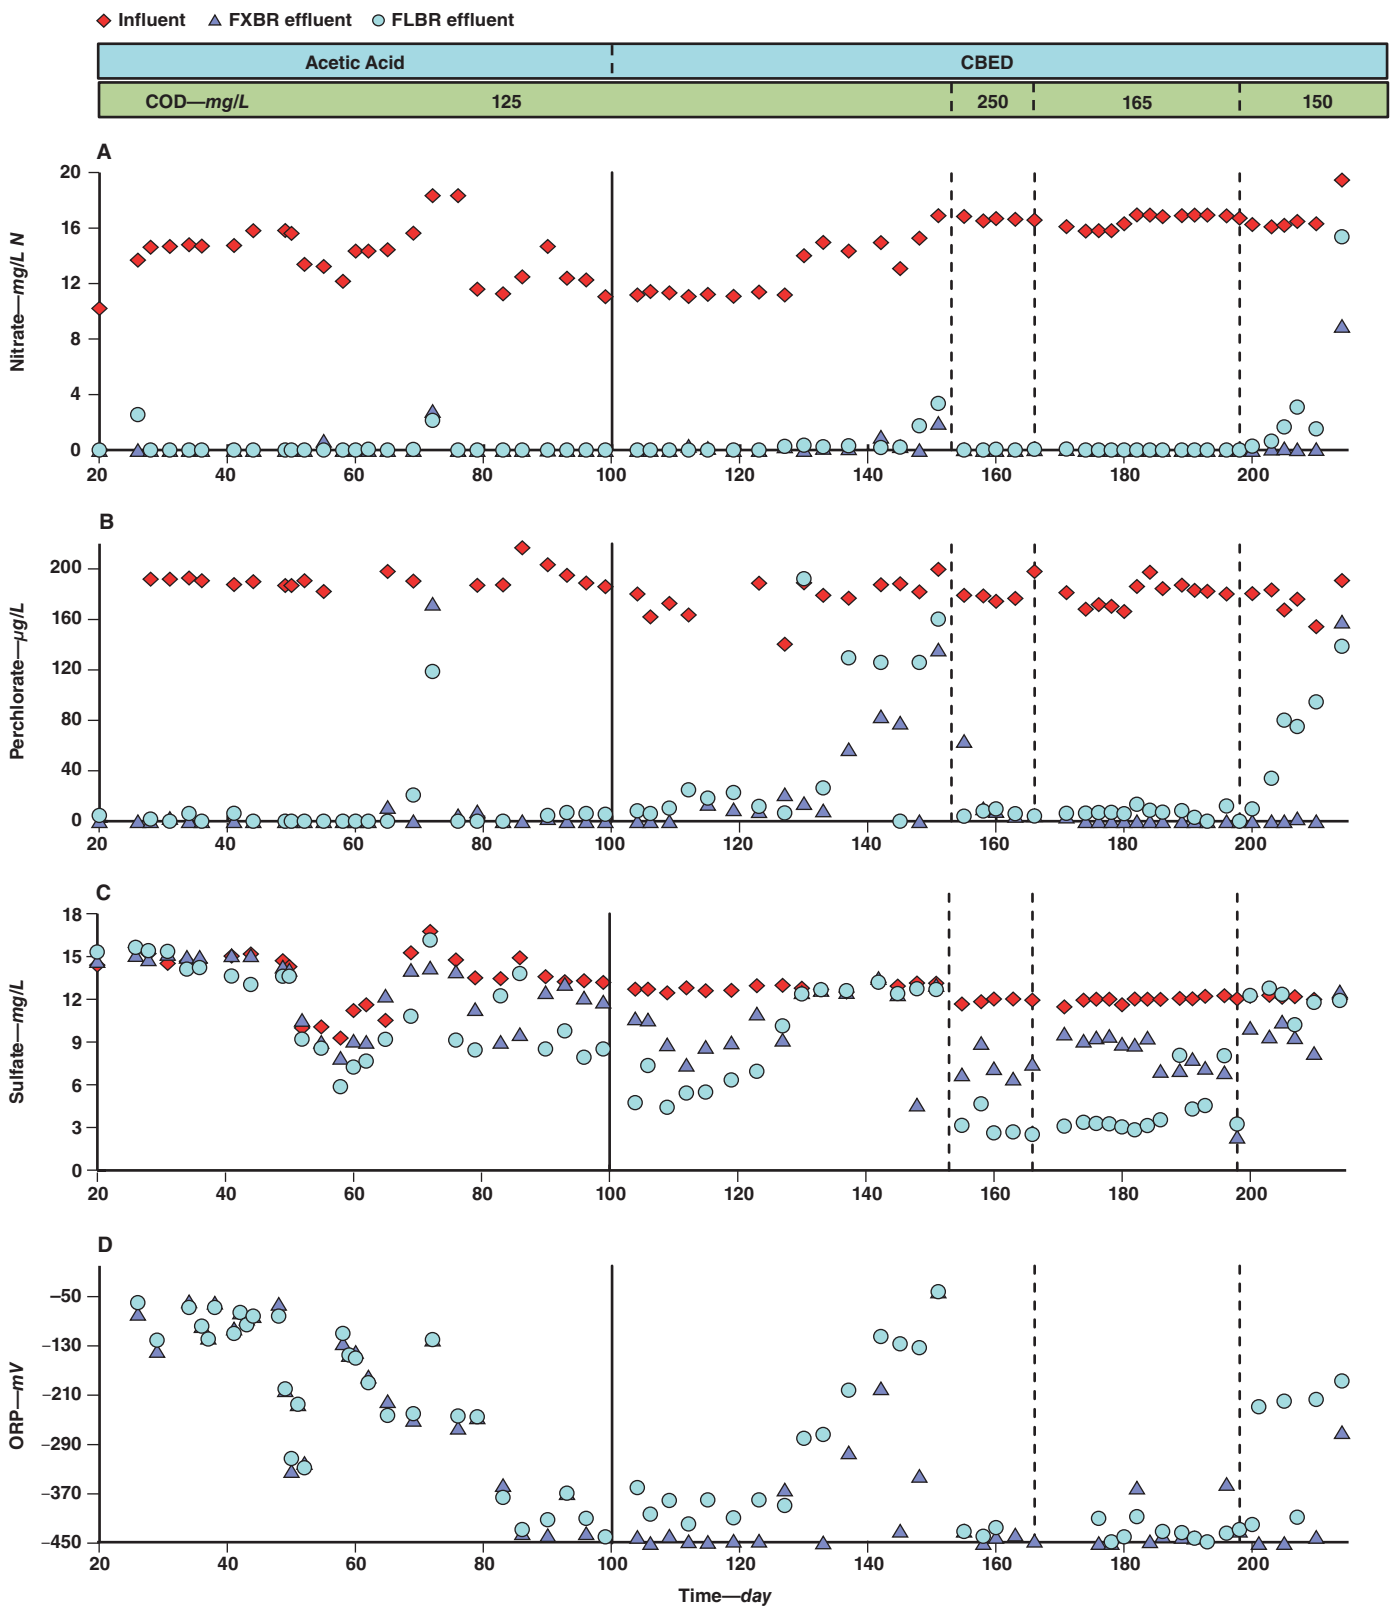 Influent FXBR effluent FLBR effluent
Acetic Acid CBED
COD—mg/L 125 250 165 150
A
20
16
12
8
4
0
Nitrate—mg/L N
20 40 60 80 100 120 140 160 180 200
B
200
160
120
80
40
0
Perchlorate—µg/L
20 40 60 80 100 120 140 160 180 200
C
18
15
12
9
6
3
0
Sulfate—mg/L
20 40 60 80 100 120 140 160 180 200
D
–50
–130
–210
–290
–370
–450
ORP—mV
20 40 60 80 100 120 140 160 180 200
Time—day